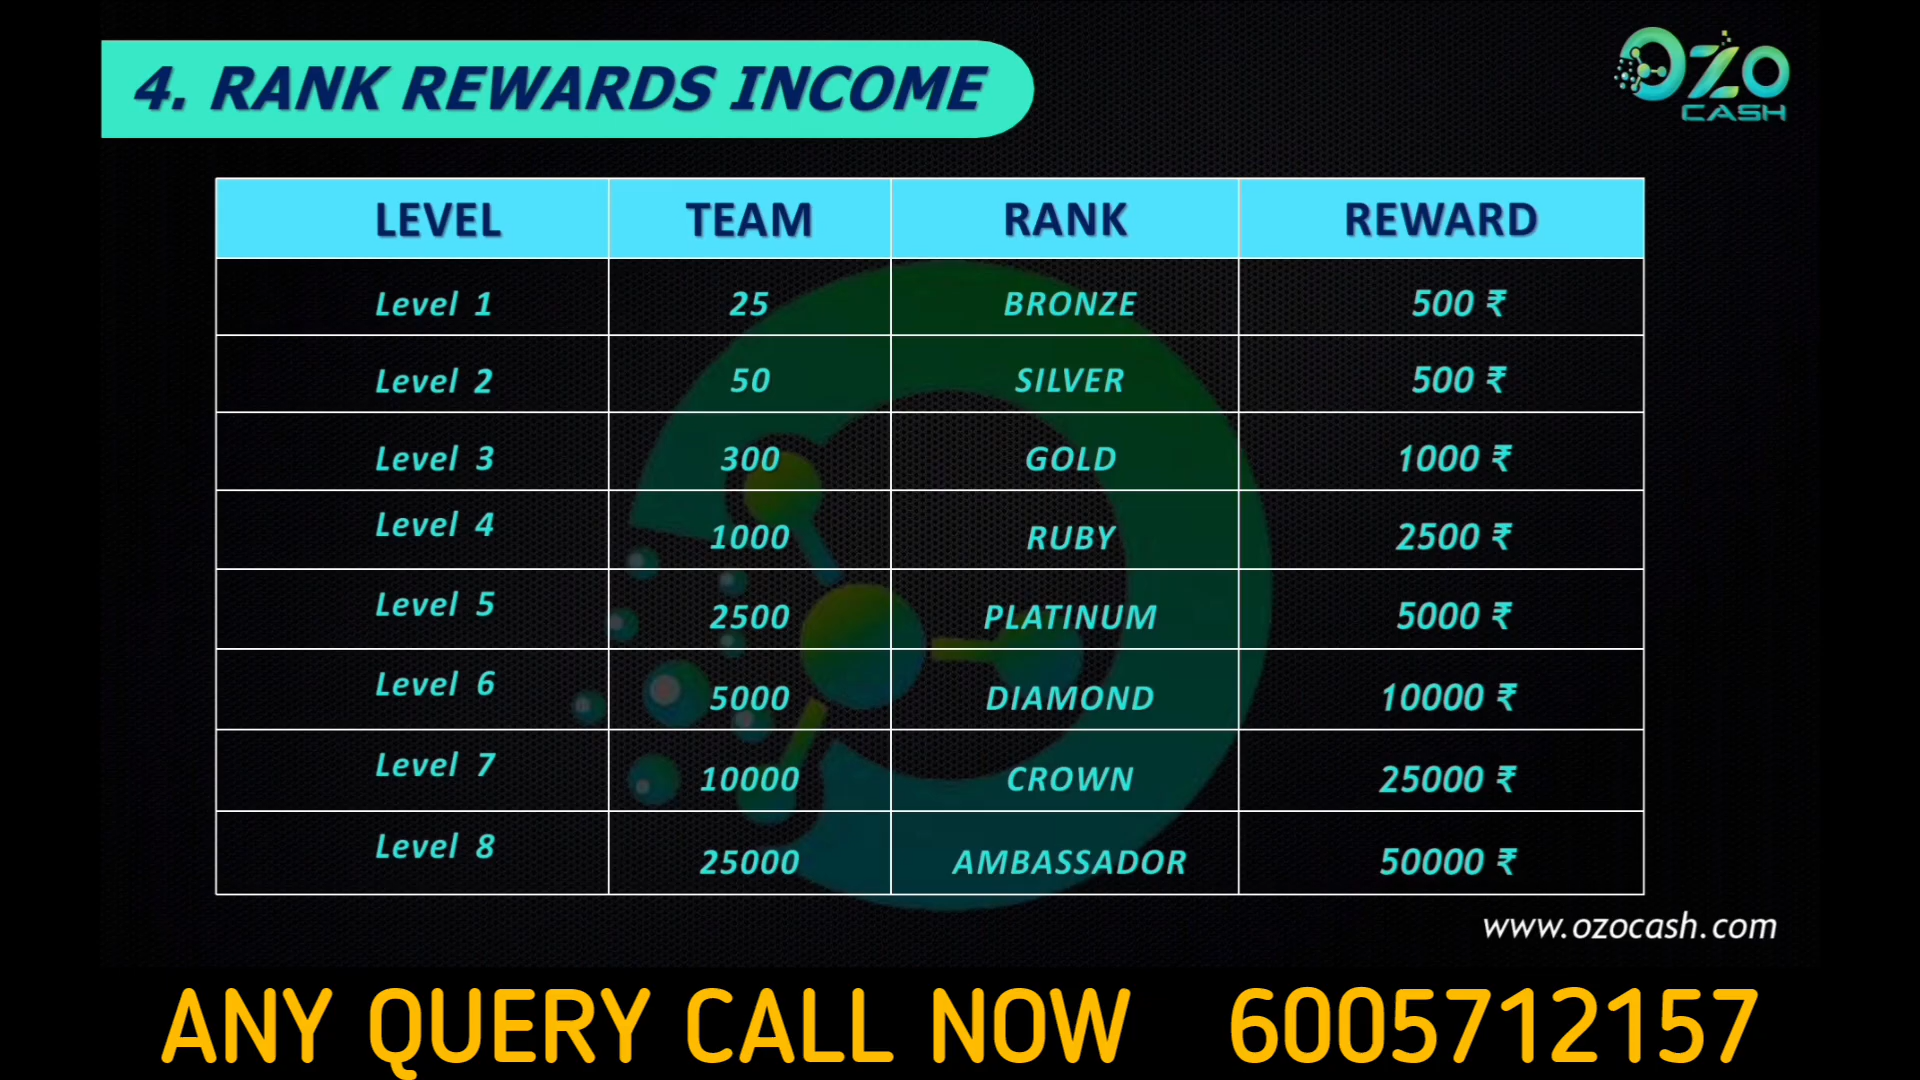 4. RANK REWARDS INCOME
OZO
CASH
LEVEL TEAM RANK REWARD
Level 1 25 BRONZE 500 ₹
Level 2 50 SILVER 500 ₹
Level 3 300 GOLD 1000 ₹
Level 4 1000 RUBY 2500 ₹
Level 5 2500 PLATINUM 5000 ₹
Level 6 5000 DIAMOND 10000 ₹
Level 7 10000 CROWN 25000 ₹
Level 8 25000 AMBASSADOR 50000 ₹
www.ozocash.com
ANY QUERY CALL NOW 6005712157